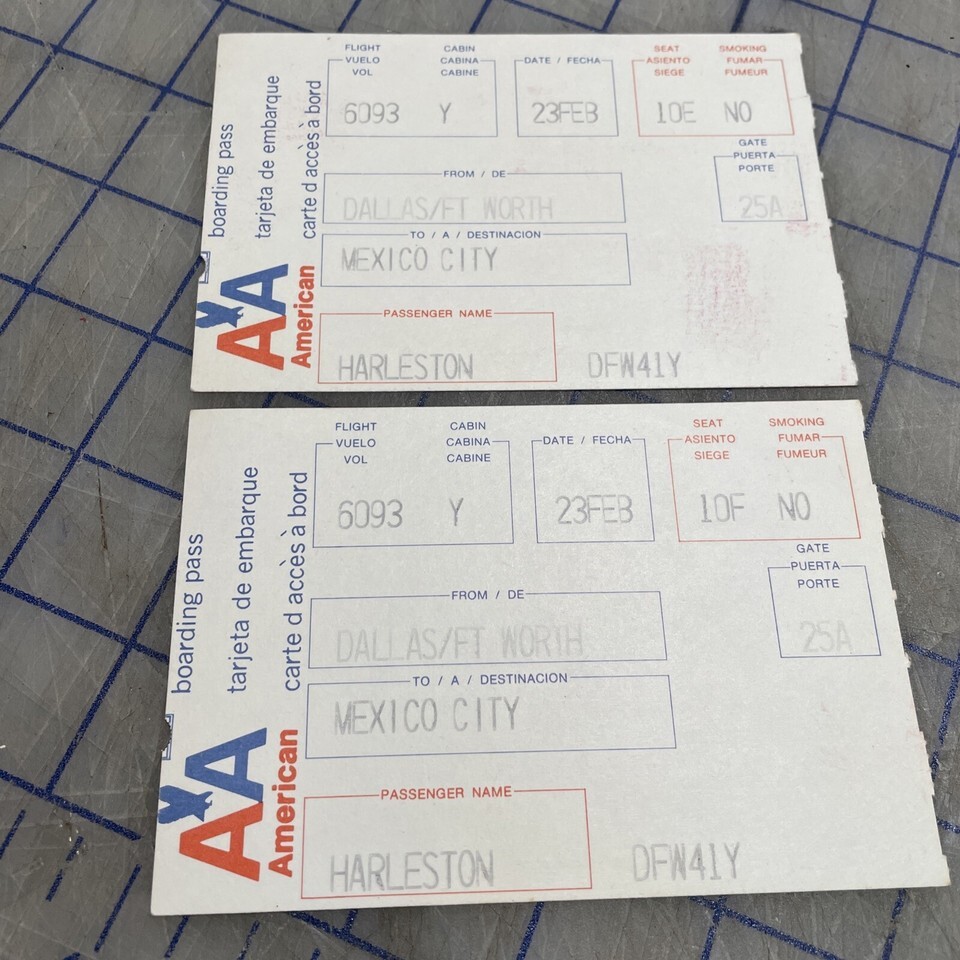 boarding pass
tarjeta de embarque
carte d accès à bord
AA
American
FLIGHT CABIN
VUELO CABINA DATE / FECHA
VOL CABINE
6093 Y 23FEB
SEAT SMOKING
ASIENTO FUMAR
SIEGE FUMEUR
10E NO
GATE
PUERTA
PORTE
25A
FROM / DE
DALLAS/FT WORTH
TO / A / DESTINACION
MEXICO CITY
PASSENGER NAME
HARLESTON DFW41Y
boarding pass
tarjeta de embarque
carte d accès à bord
AA
American
FLIGHT CABIN
VUELO CABINA DATE / FECHA
VOL CABINE
6093 Y 23FEB
SEAT SMOKING
ASIENTO FUMAR
SIEGE FUMEUR
10F NO
GATE
PUERTA
PORTE
25A
FROM / DE
DALLAS/FT WORTH
TO / A / DESTINACION
MEXICO CITY
PASSENGER NAME
HARLESTON DFW41Y